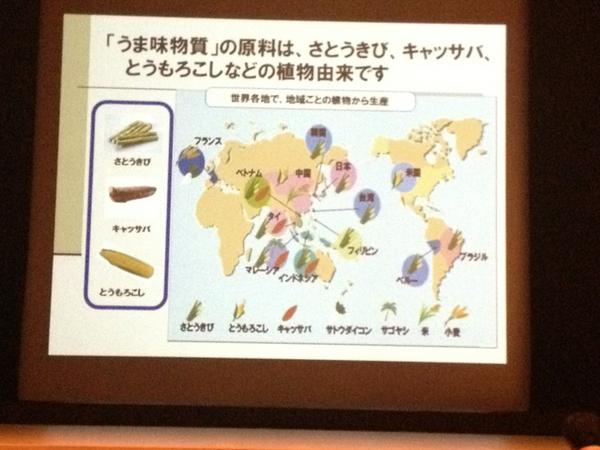 「うま味物質」の原料は、さとうきび、キャッサバ、
とうもろこしなどの植物由来です
世界各地で、地域ごとの植物から生産
さとうきび
キャッサバ
とうもろこし
フランス
韓国
ベトナム
中国
日本
米国
台湾
タイ
フィリピン
マレーシア
インドネシア
ブラジル
ペルー
さとうきび
とうもろこし
キャッサバ
サトウダイコン
サゴヤシ
米
小麦